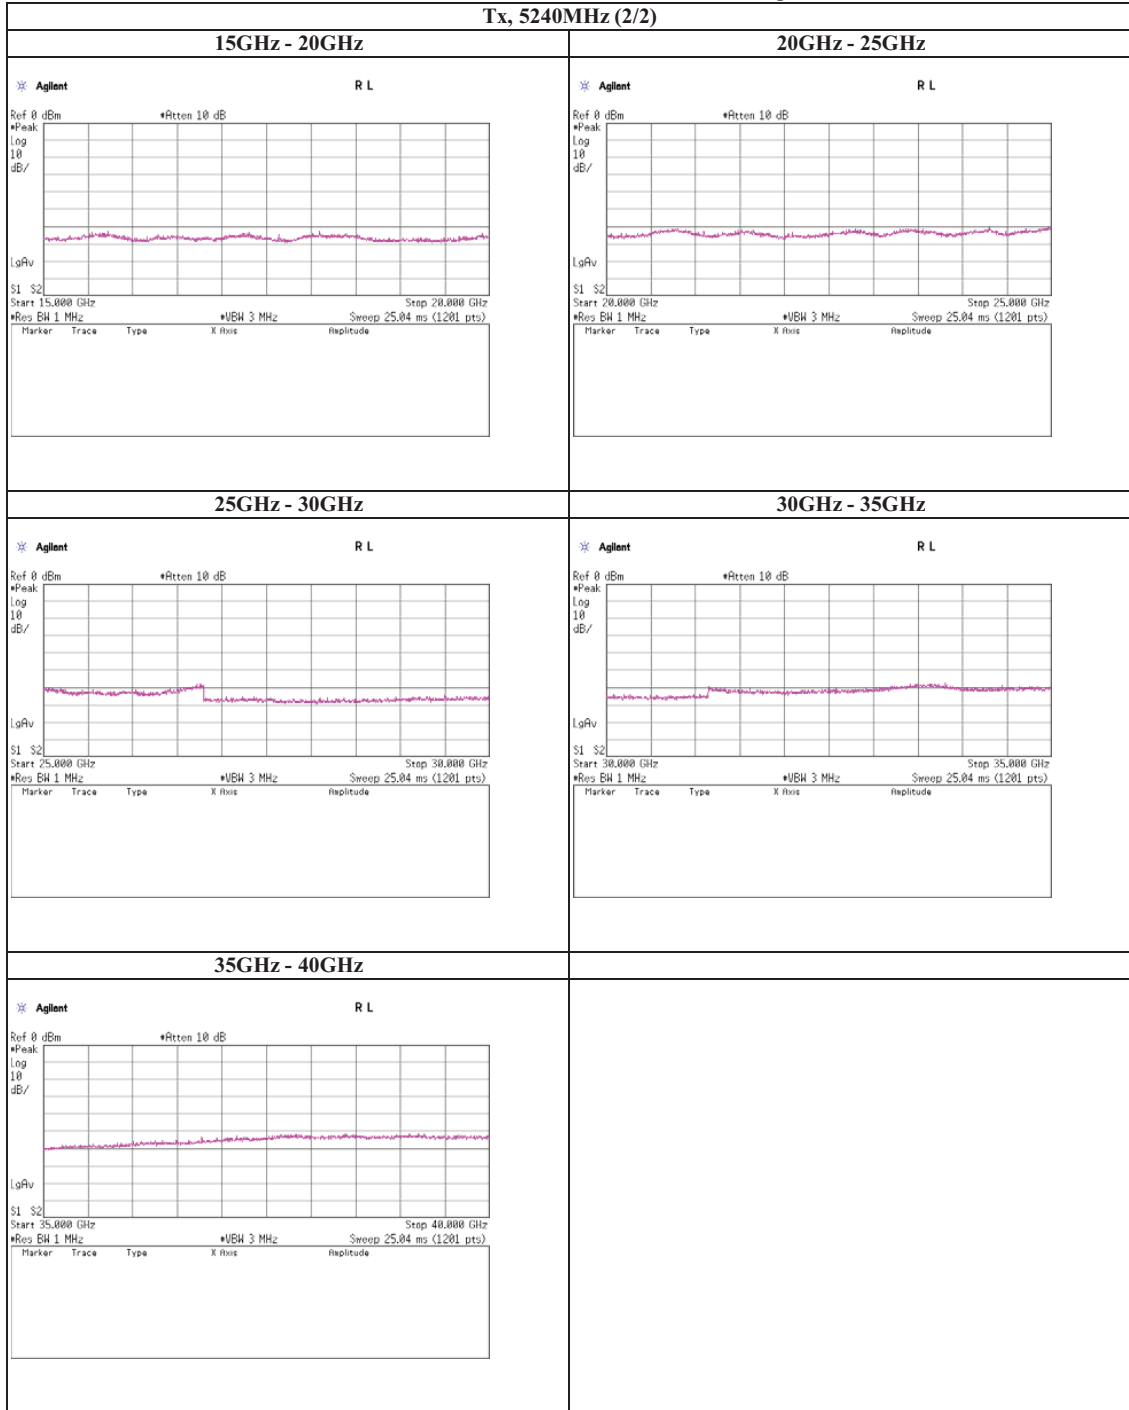 Tx, 5240MHz (2/2)
15GHz - 20GHz
20GHz - 25GHz
Agilent R L
Ref 0 dBm #Atten 10 dB
#Peak
Log
10
dB/
LgAv
S1 S2
Start 15.000 GHz Stop 20.000 GHz
#Res BW 1 MHz #VBW 3 MHz Sweep 25.04 ms (1201 pts)
Marker Trace Type X Axis Amplitude
Agilent R L
Ref 0 dBm #Atten 10 dB
#Peak
Log
10
dB/
LgAv
S1 S2
Start 20.000 GHz Stop 25.000 GHz
#Res BW 1 MHz #VBW 3 MHz Sweep 25.04 ms (1201 pts)
Marker Trace Type X Axis Amplitude
25GHz - 30GHz
30GHz - 35GHz
Agilent R L
Ref 0 dBm #Atten 10 dB
#Peak
Log
10
dB/
LgAv
S1 S2
Start 25.000 GHz Stop 30.000 GHz
#Res BW 1 MHz #VBW 3 MHz Sweep 25.04 ms (1201 pts)
Marker Trace Type X Axis Amplitude
Agilent R L
Ref 0 dBm #Atten 10 dB
#Peak
Log
10
dB/
LgAv
S1 S2
Start 30.000 GHz Stop 35.000 GHz
#Res BW 1 MHz #VBW 3 MHz Sweep 25.04 ms (1201 pts)
Marker Trace Type X Axis Amplitude
35GHz - 40GHz
Agilent R L
Ref 0 dBm #Atten 10 dB
#Peak
Log
10
dB/
LgAv
S1 S2
Start 35.000 GHz Stop 40.000 GHz
#Res BW 1 MHz #VBW 3 MHz Sweep 25.04 ms (1201 pts)
Marker Trace Type X Axis Amplitude